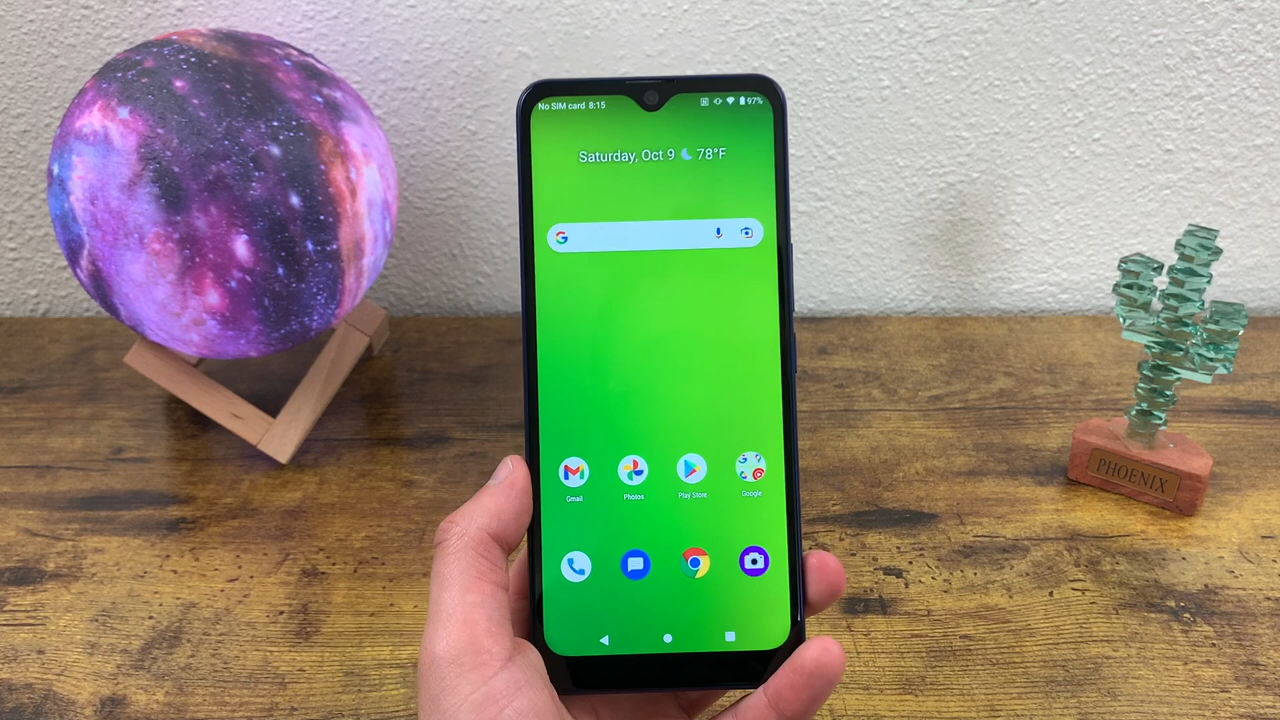 No SIM card 8:15 97%
Saturday, Oct 9 78°F
Gmail Photos Play Store Google
PHOENIX